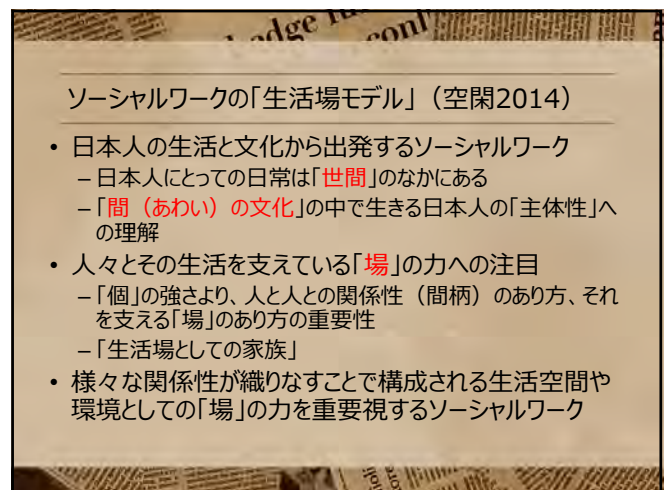 ソーシャルワークの「生活場モデル」（空閑2014）
• 日本人の生活と文化から出発するソーシャルワーク
– 日本人にとっての日常は「世間」のなかにある
– 「間（あわい）の文化」の中で生きる日本人の「主体性」へ
の理解
• 人々とその生活を支えている「場」の力への注目
– 「個」の強さより、人と人との関係性（間柄）のあり方、それ
を支える「場」のあり方の重要性
– 「生活場としての家族」
• 様々な関係性が織りなすことで構成される生活空間や
環境としての「場」の力を重要視するソーシャルワーク